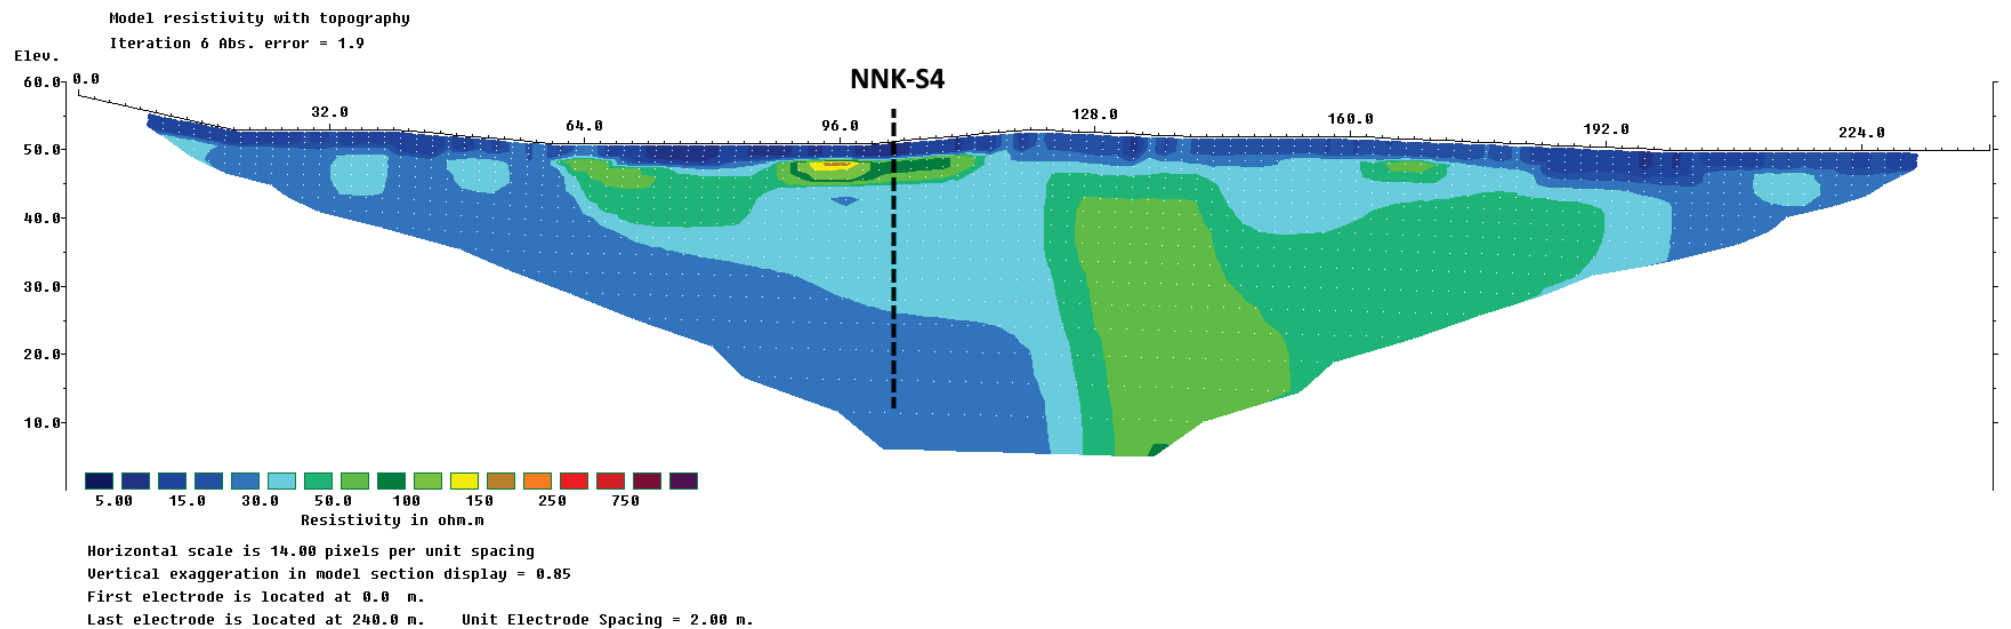 Model resistivity with topography
Iteration 6 Abs. error = 1.9
Elev.
NNK-S4
60.0 0.0
32.0 64.0 96.0 128.0 160.0 192.0 224.0
50.0
40.0
30.0
20.0
10.0
5.00 15.0 30.0 50.0 100 150 250 750
Resistivity in ohm.m
Horizontal scale is 14.00 pixels per unit spacing
Vertical exaggeration in model section display = 0.85
First electrode is located at 0.0 m.
Last electrode is located at 240.0 m. Unit Electrode Spacing = 2.00 m.